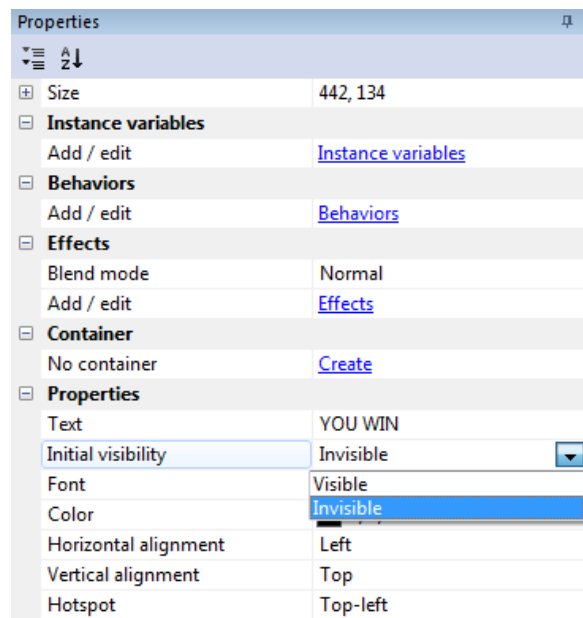 Properties
Size 442, 134
Instance variables
Add / edit Instance variables
Behaviors
Add / edit Behaviors
Effects
Blend mode Normal
Add / edit Effects
Container
No container Create
Properties
Text YOU WIN
Initial visibility Invisible
Font Visible
Color Invisible
Horizontal alignment Left
Vertical alignment Top
Hotspot Top-left